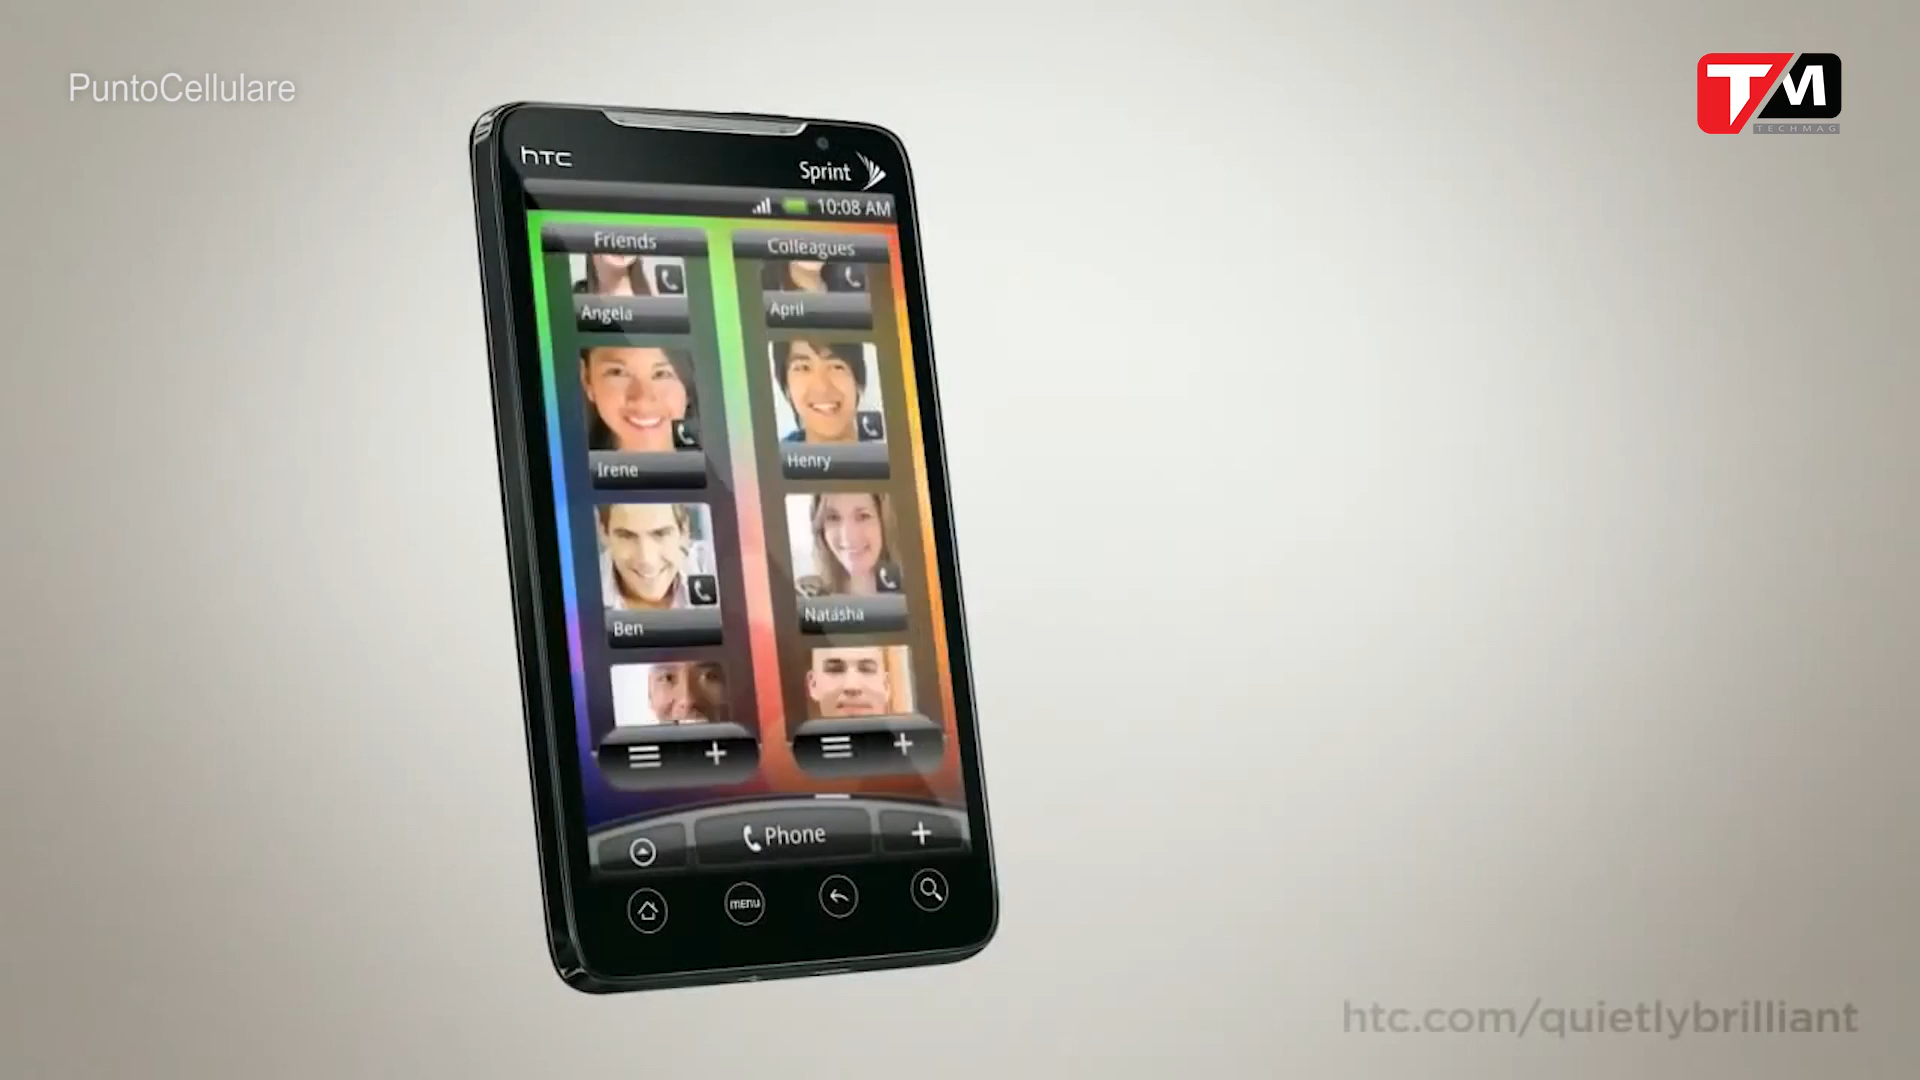 PuntoCellulare
TM
TECHMAG
hTC
Sprint
10:08 AM
Friends
Colleagues
Angela
April
Irene
Henry
Ben
Natasha
Phone
MENU
htc.com/quietlybrilliant